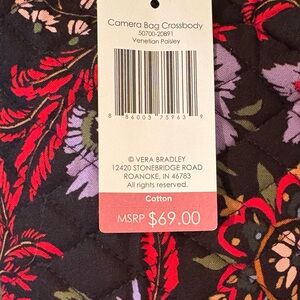 Camera Bag Crossbody
50700-20891
Venetian Paisley
8 86003 75963 9
© VERA BRADLEY
12420 STONEBRIDGE ROAD
ROANOKE, IN 46783
All rights reserved.
Cotton
MSRP $69.00